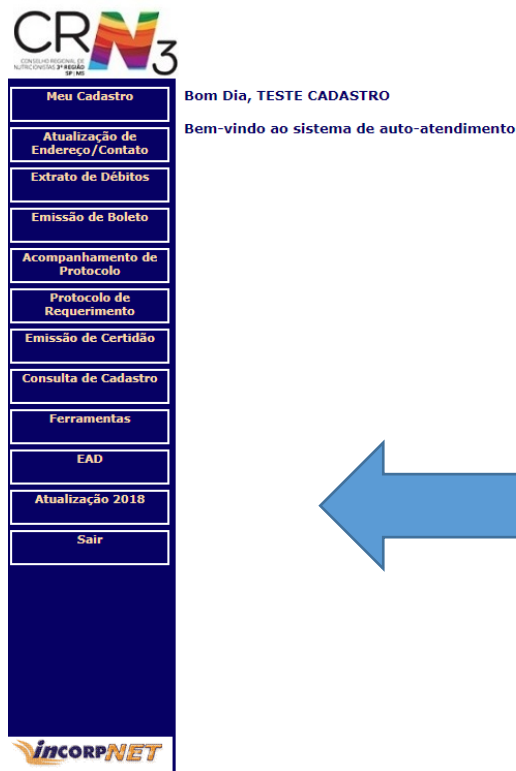 CRN3
CONSELHO REGIONAL DE
NUTRICIONISTAS 3ª REGIÃO
SP | MS
Meu Cadastro
Bom Dia, TESTE CADASTRO
Bem-vindo ao sistema de auto-atendimento
Atualização de
Endereço/Contato
Extrato de Débitos
Emissão de Boleto
Acompanhamento de
Protocolo
Protocolo de
Requerimento
Emissão de Certidão
Consulta de Cadastro
Ferramentas
EAD
Atualização 2018
Sair
incorpNET